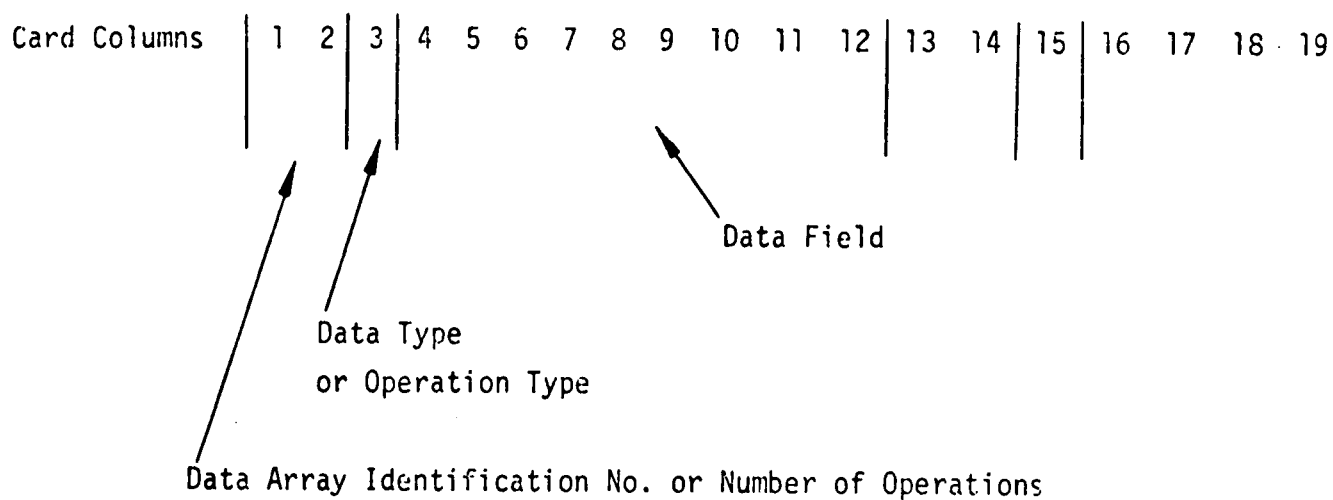 Card Columns 1 2 3 4 5 6 7 8 9 10 11 12 13 14 15 16 17 18 19
Data Field
Data Type
or Operation Type
Data Array Identification No. or Number of Operations